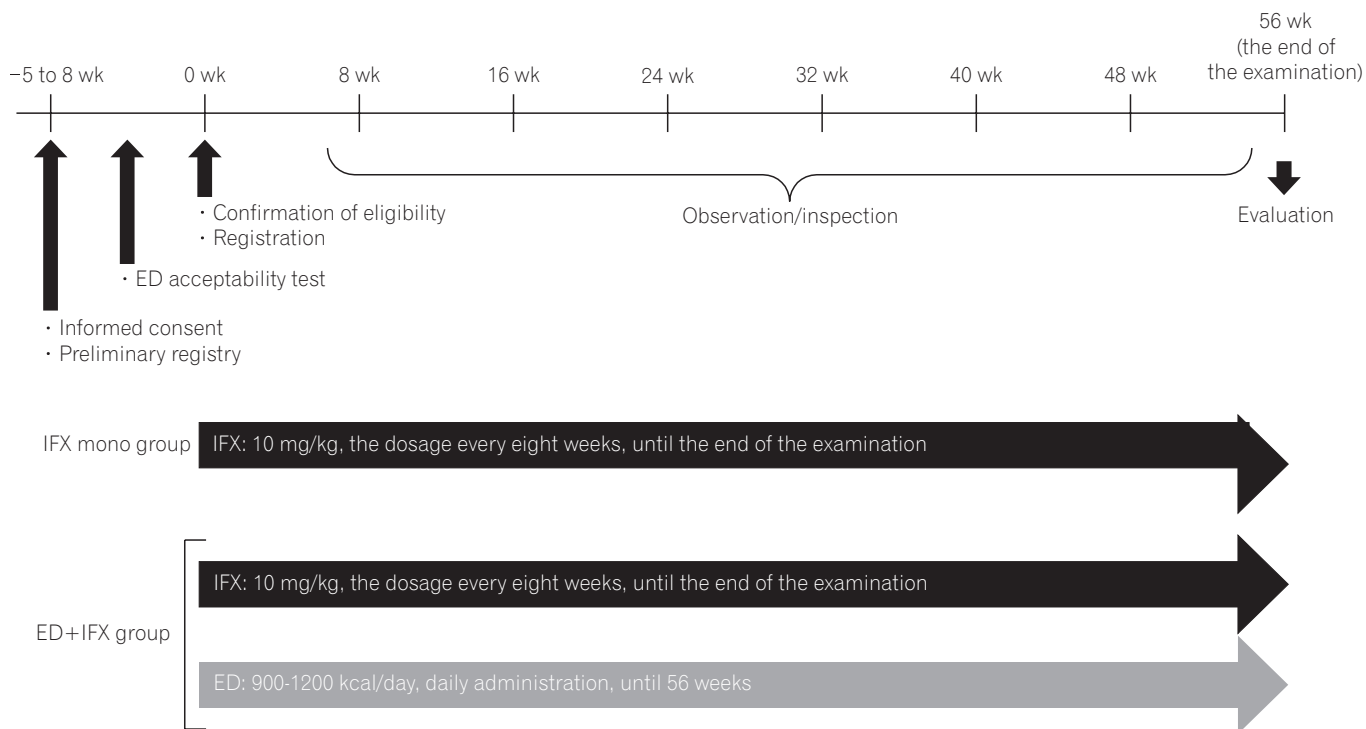 56 wk
(the end of
the examination)
−5 to 8 wk
0 wk
8 wk
16 wk
24 wk
32 wk
40 wk
48 wk
· Confirmation of eligibility
· Registration
Observation/inspection
Evaluation
· ED acceptability test
· Informed consent
· Preliminary registry
IFX mono group
IFX: 10 mg/kg, the dosage every eight weeks, until the end of the examination
IFX: 10 mg/kg, the dosage every eight weeks, until the end of the examination
ED+IFX group
ED: 900-1200 kcal/day, daily administration, until 56 weeks